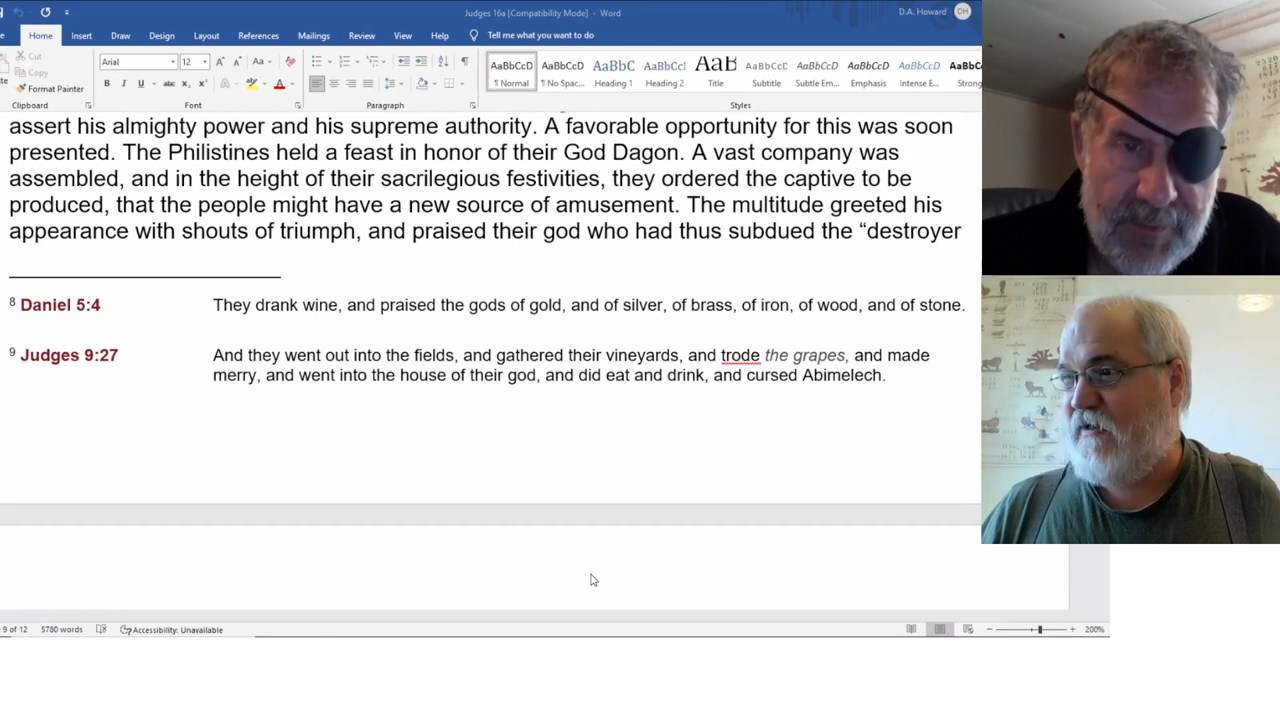 Judges 16a [Compatibility Mode] - Word
D.A. Howard
DH
Home Insert Draw Design Layout References Mailings Review View Help Tell me what you want to do
Cut
Copy
Format Painter
Clipboard
Arial 12
Aa
B I U abc X₂ X² A A
Font
Paragraph
AaBbCcD AaBbCcD AaBbC AaBbCcl AaB AaBbCcD AaBbCcD AaBbCcD AaBbCcD AaBbCc
¶ Normal ¶ No Spac... Heading 1 Heading 2 Title Subtitle Subtle Em... Emphasis Intense E... Strong
Styles
assert his almighty power and his supreme authority. A favorable opportunity for this was soon
presented. The Philistines held a feast in honor of their God Dagon. A vast company was
assembled, and in the height of their sacrilegious festivities, they ordered the captive to be
produced, that the people might have a new source of amusement. The multitude greeted his
appearance with shouts of triumph, and praised their god who had thus subdued the “destroyer
8 Daniel 5:4 They drank wine, and praised the gods of gold, and of silver, of brass, of iron, of wood, and of stone.
9 Judges 9:27 And they went out into the fields, and gathered their vineyards, and trode the grapes, and made
merry, and went into the house of their god, and did eat and drink, and cursed Abimelech.
9 of 12 5780 words Accessibility: Unavailable 200%